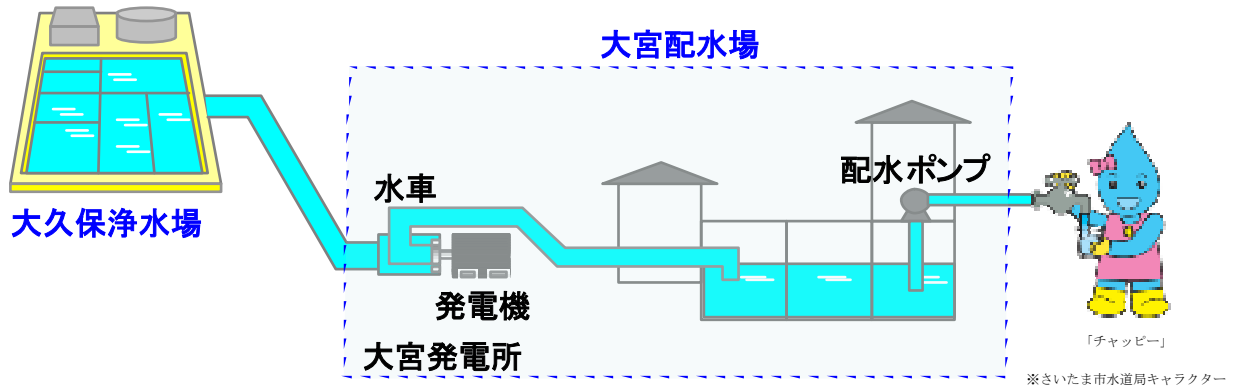 大宮配水場
配水ポンプ
水車
大久保浄水場
発電機
大宮発電所
「チャッピー」
※さいたま市水道局キャラクター